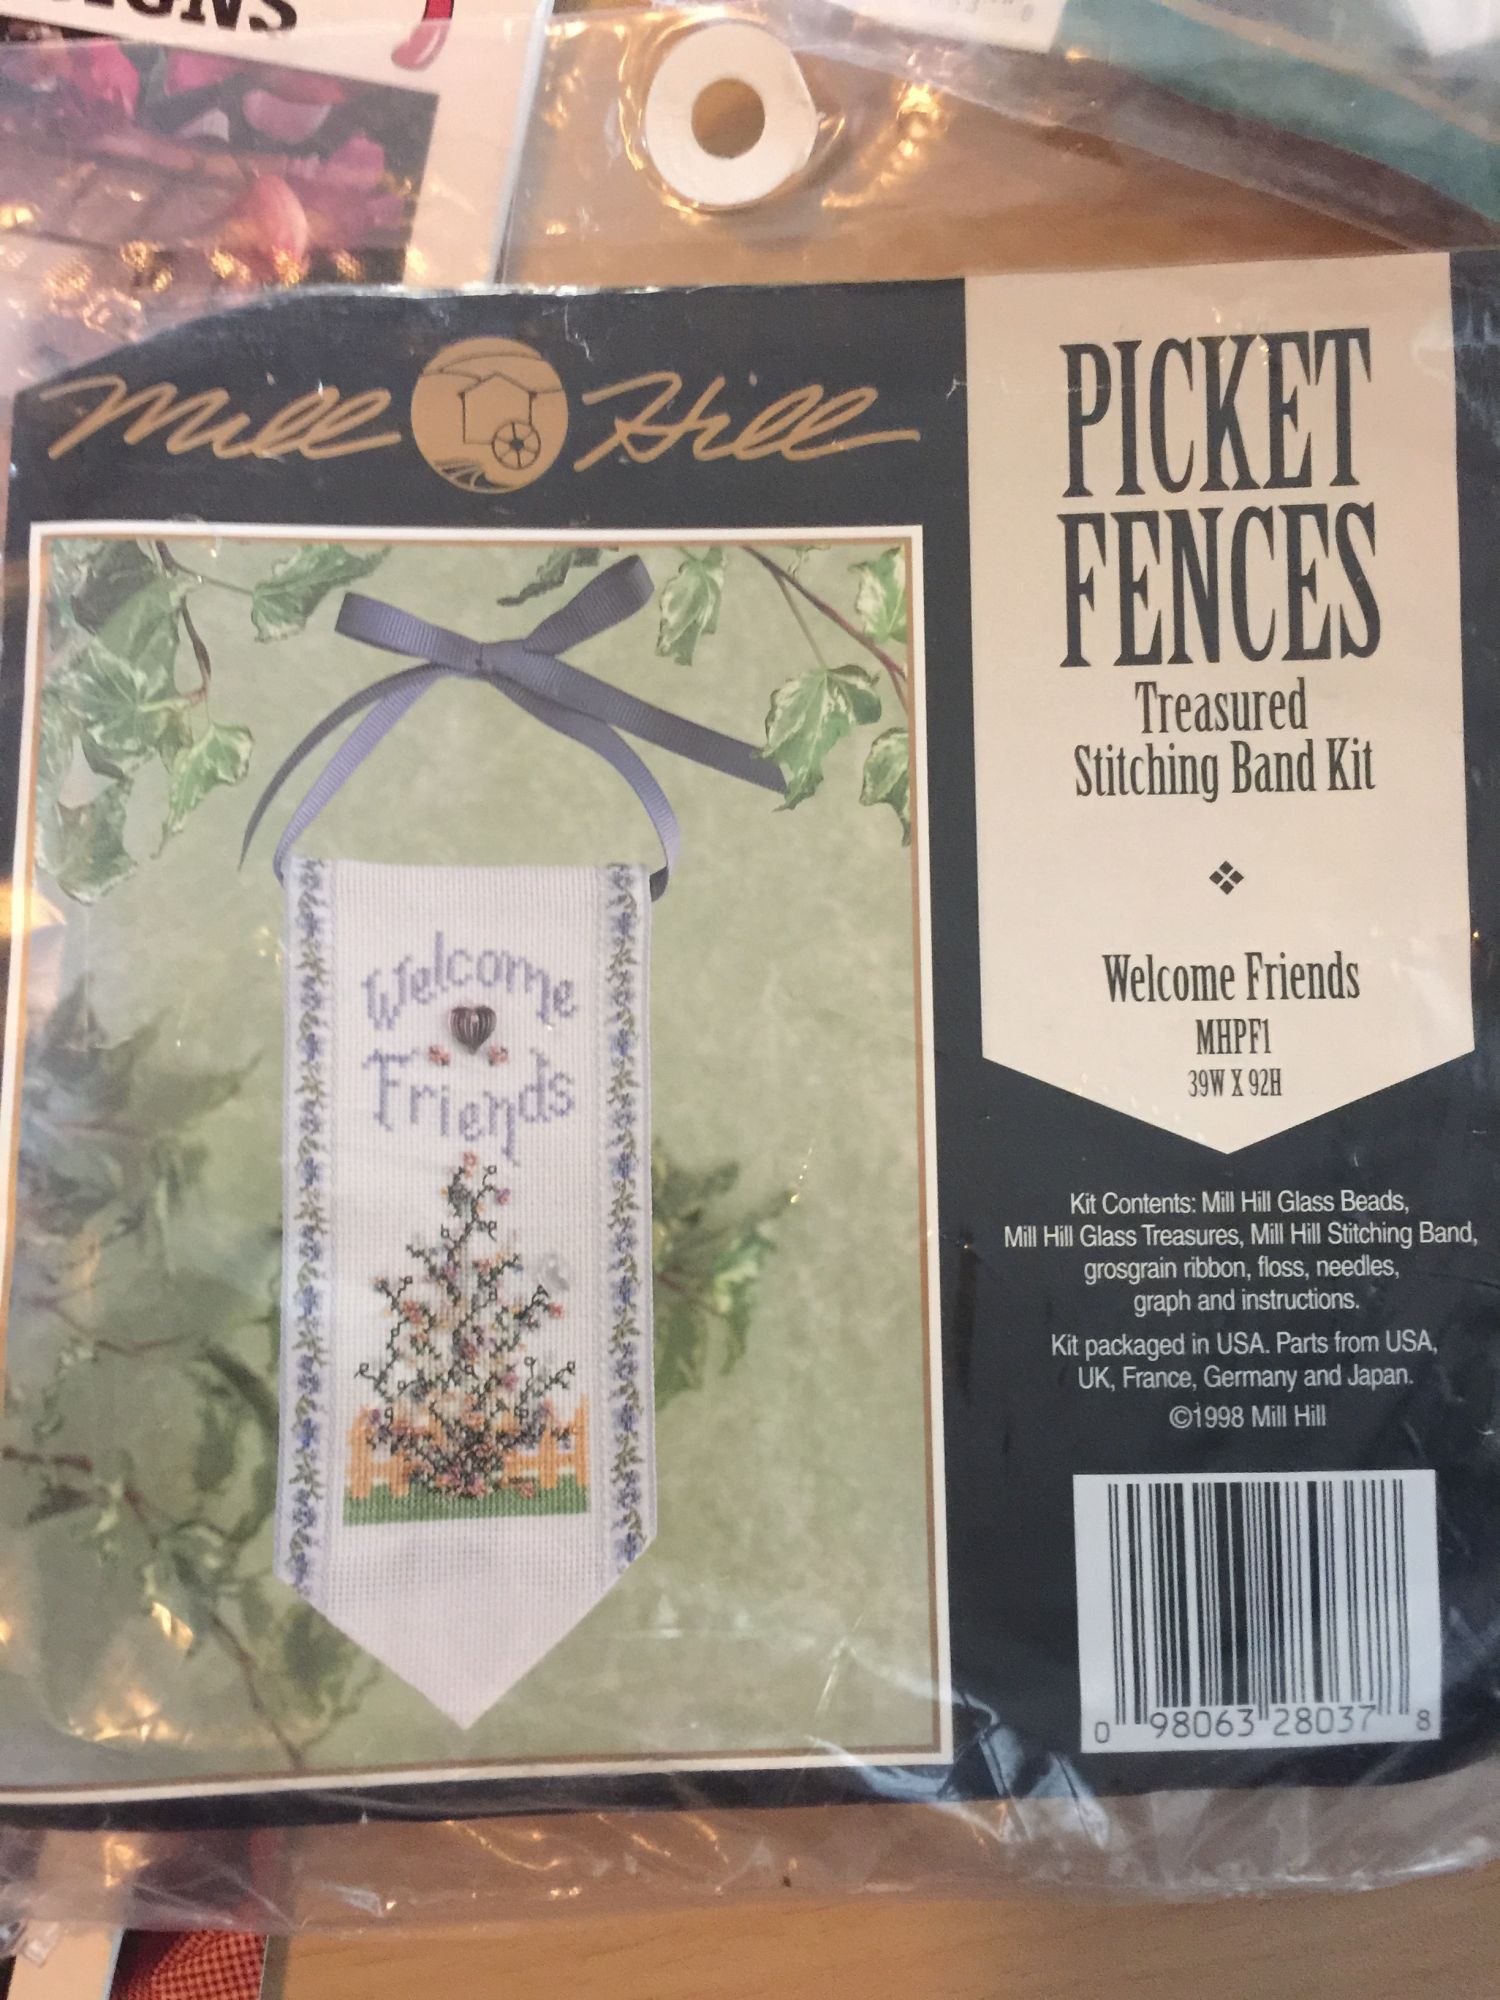 Mill Hill
PICKET
FENCES
Treasured
Stitching Band Kit
Welcome Friends
MHPF1
39W X 92H
Welcome
Friends
Kit Contents: Mill Hill Glass Beads,
Mill Hill Glass Treasures, Mill Hill Stitching Band,
grosgrain ribbon, floss, needles,
graph and instructions.
Kit packaged in USA. Parts from USA,
UK, France, Germany and Japan.
©1998 Mill Hill
0 98063 28037 8